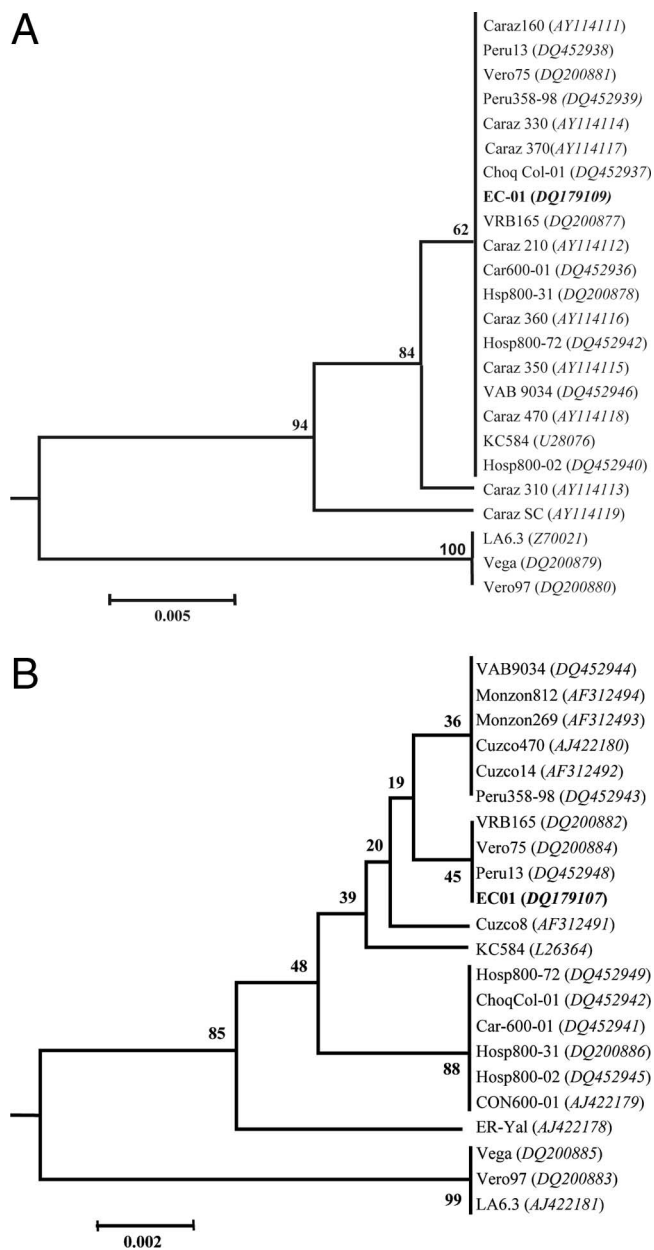 A
Caraz160 (AY114111)
Peru13 (DQ452938)
Vero75 (DQ200881)
Peru358-98 (DQ452939)
Caraz 330 (AY114114)
Caraz 370(AY114117)
Choq Col-01 (DQ452937)
EC-01 (DQ179109)
62
VRB165 (DQ200877)
Caraz 210 (AY114112)
Car600-01 (DQ452936)
Hsp800-31 (DQ200878)
Caraz 360 (AY114116)
Hosp800-72 (DQ452942)
84
Caraz 350 (AY114115)
VAB 9034 (DQ452946)
Caraz 470 (AY114118)
94
KC584 (U28076)
Hosp800-02 (DQ452940)
Caraz 310 (AY114113)
Caraz SC (AY114119)
LA6.3 (Z70021)
100
Vega (DQ200879)
Vero97 (DQ200880)
0.005
B
VAB9034 (DQ452944)
Monzon812 (AF312494)
36
Monzon269 (AF312493)
Cuzco470 (AJ422180)
Cuzco14 (AF312492)
19
Peru358-98 (DQ452943)
VRB165 (DQ200882)
20
Vero75 (DQ200884)
Peru13 (DQ452948)
45
EC01 (DQ179107)
39
Cuzco8 (AF312491)
KC584 (L26364)
48
Hosp800-72 (DQ452949)
ChoqCol-01 (DQ452942)
Car-600-01 (DQ452941)
85
Hosp800-31 (DQ200886)
88
Hosp800-02 (DQ452945)
CON600-01 (AJ422179)
ER-Yal (AJ422178)
Vega (DQ200885)
Vero97 (DQ200883)
99
LA6.3 (AJ422181)
0.002